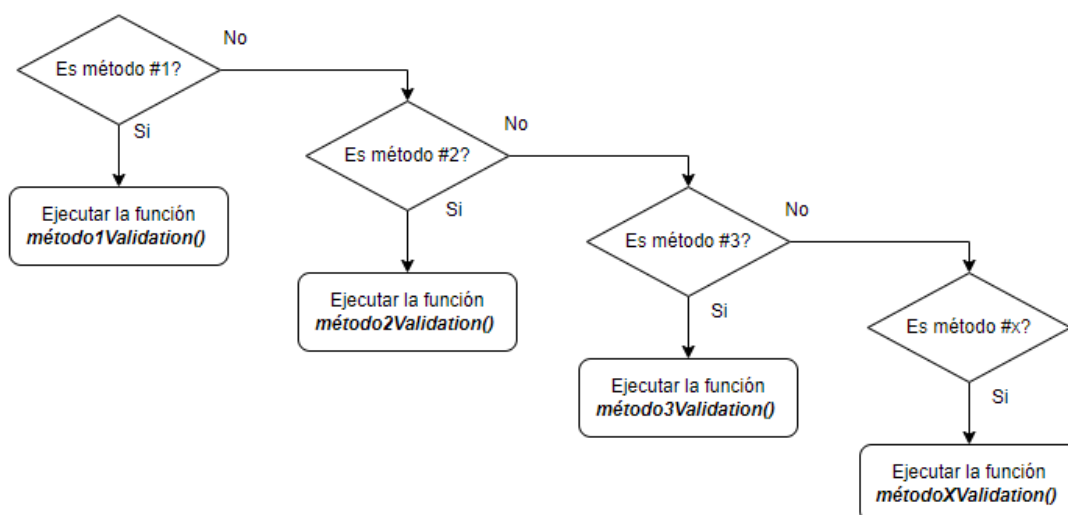 No
Es método #1?
Si
Ejecutar la función
método1Validation()
No
Es método #2?
Si
Ejecutar la función
método2Validation()
No
Es método #3?
Si
Ejecutar la función
método3Validation()
Es método #x?
Si
Ejecutar la función
métodoXValidation()